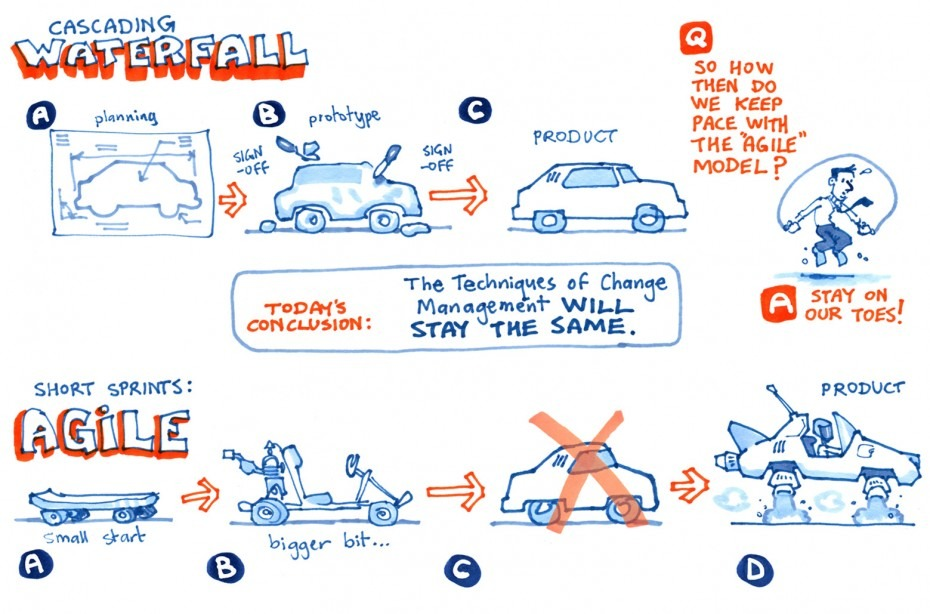 CASCADING
WATERFALL
A
planning
SIGN
-OFF
B
prototype
SIGN
-OFF
C
PRODUCT
Q
SO HOW
THEN DO
WE KEEP
PACE WITH
THE "AGILE"
MODEL?
A
STAY ON
OUR TOES!
TODAY'S
CONCLUSION:
The Techniques of Change
Management WILL
STAY THE SAME.
SHORT SPRINTS:
AGiLE
small start
A
bigger bit...
B
C
PRODUCT
D